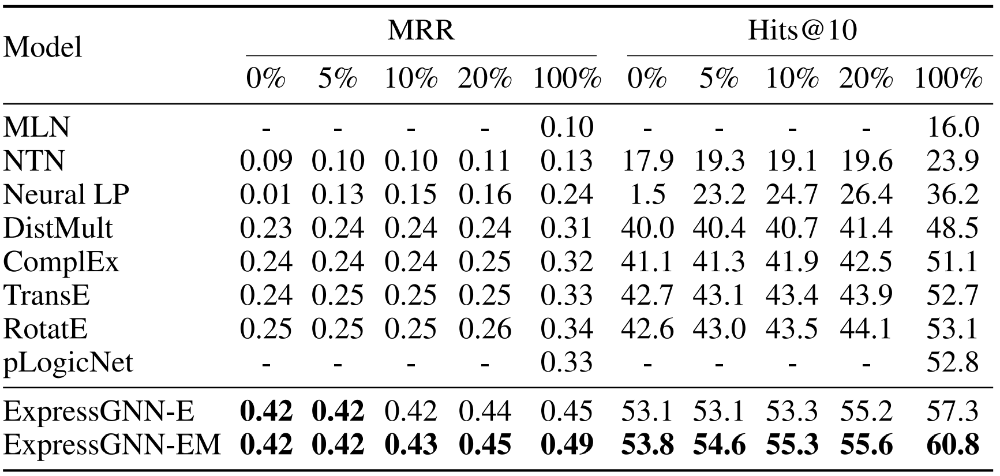 Model MRR Hits@10
0% 5% 10% 20% 100% 0% 5% 10% 20% 100%
MLN - - - - 0.10 - - - - 16.0
NTN 0.09 0.10 0.10 0.11 0.13 17.9 19.3 19.1 19.6 23.9
Neural LP 0.01 0.13 0.15 0.16 0.24 1.5 23.2 24.7 26.4 36.2
DistMult 0.23 0.24 0.24 0.24 0.31 40.0 40.4 40.7 41.4 48.5
ComplEx 0.24 0.24 0.24 0.25 0.32 41.1 41.3 41.9 42.5 51.1
TransE 0.24 0.25 0.25 0.25 0.33 42.7 43.1 43.4 43.9 52.7
RotatE 0.25 0.25 0.25 0.26 0.34 42.6 43.0 43.5 44.1 53.1
pLogicNet - - - - 0.33 - - - - 52.8
ExpressGNN-E 0.42 0.42 0.42 0.44 0.45 53.1 53.1 53.3 55.2 57.3
ExpressGNN-EM 0.42 0.42 0.43 0.45 0.49 53.8 54.6 55.3 55.6 60.8